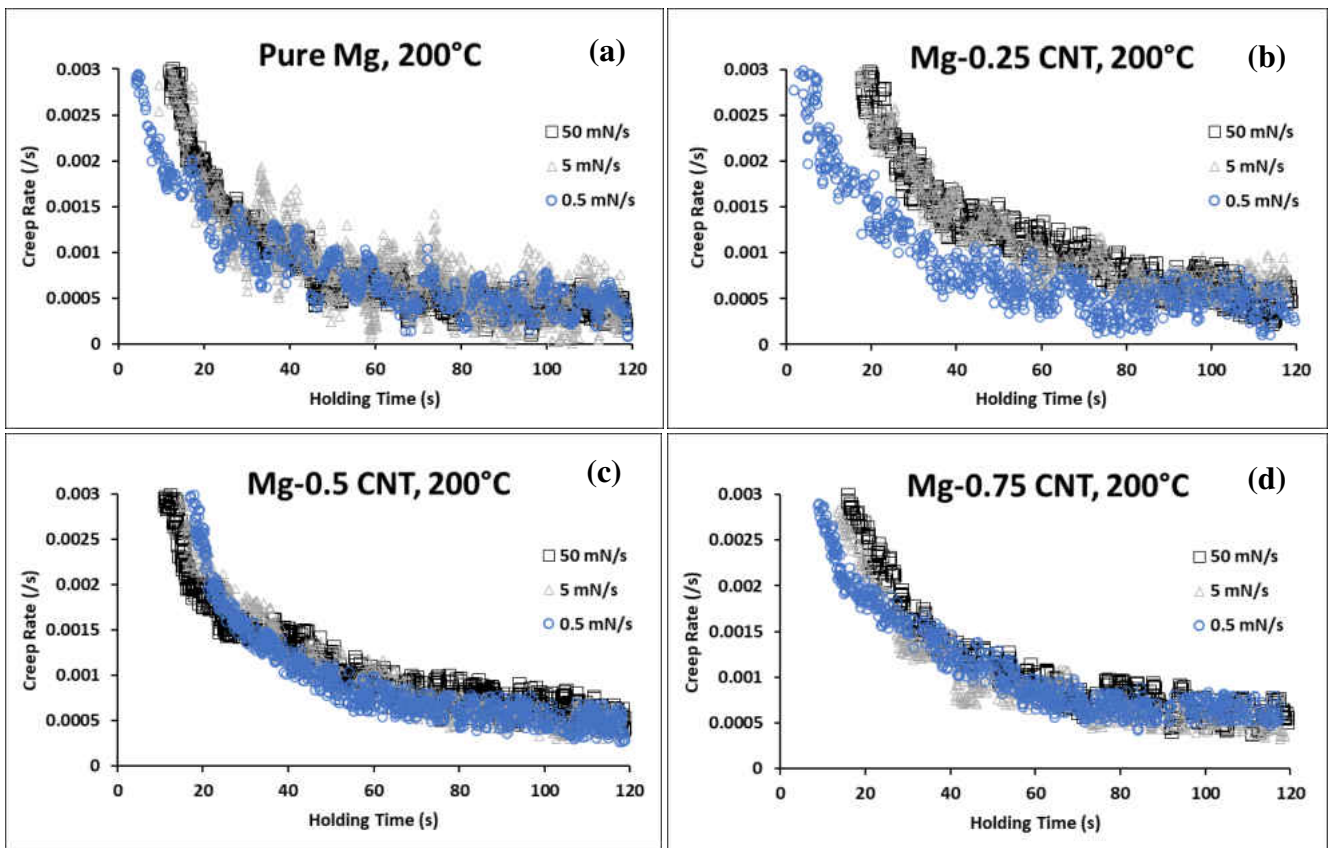 Pure Mg, 200°C
(a)
0.003
0.0025
0.002
0.0015
0.001
0.0005
0
Creep Rate (/s)
50 mN/s
5 mN/s
0.5 mN/s
0 20 40 60 80 100 120
Holding Time (s)
Mg-0.25 CNT, 200°C
(b)
0.003
0.0025
0.002
0.0015
0.001
0.0005
0
Creep Rate (/s)
50 mN/s
5 mN/s
0.5 mN/s
0 20 40 60 80 100 120
Holding Time (s)
Mg-0.5 CNT, 200°C
(c)
0.003
0.0025
0.002
0.0015
0.001
0.0005
0
Creep Rate (/s)
50 mN/s
5 mN/s
0.5 mN/s
0 20 40 60 80 100 120
Holding Time (s)
Mg-0.75 CNT, 200°C
(d)
0.003
0.0025
0.002
0.0015
0.001
0.0005
0
Creep Rate (/s)
50 mN/s
5 mN/s
0.5 mN/s
0 20 40 60 80 100 120
Holding Time (s)